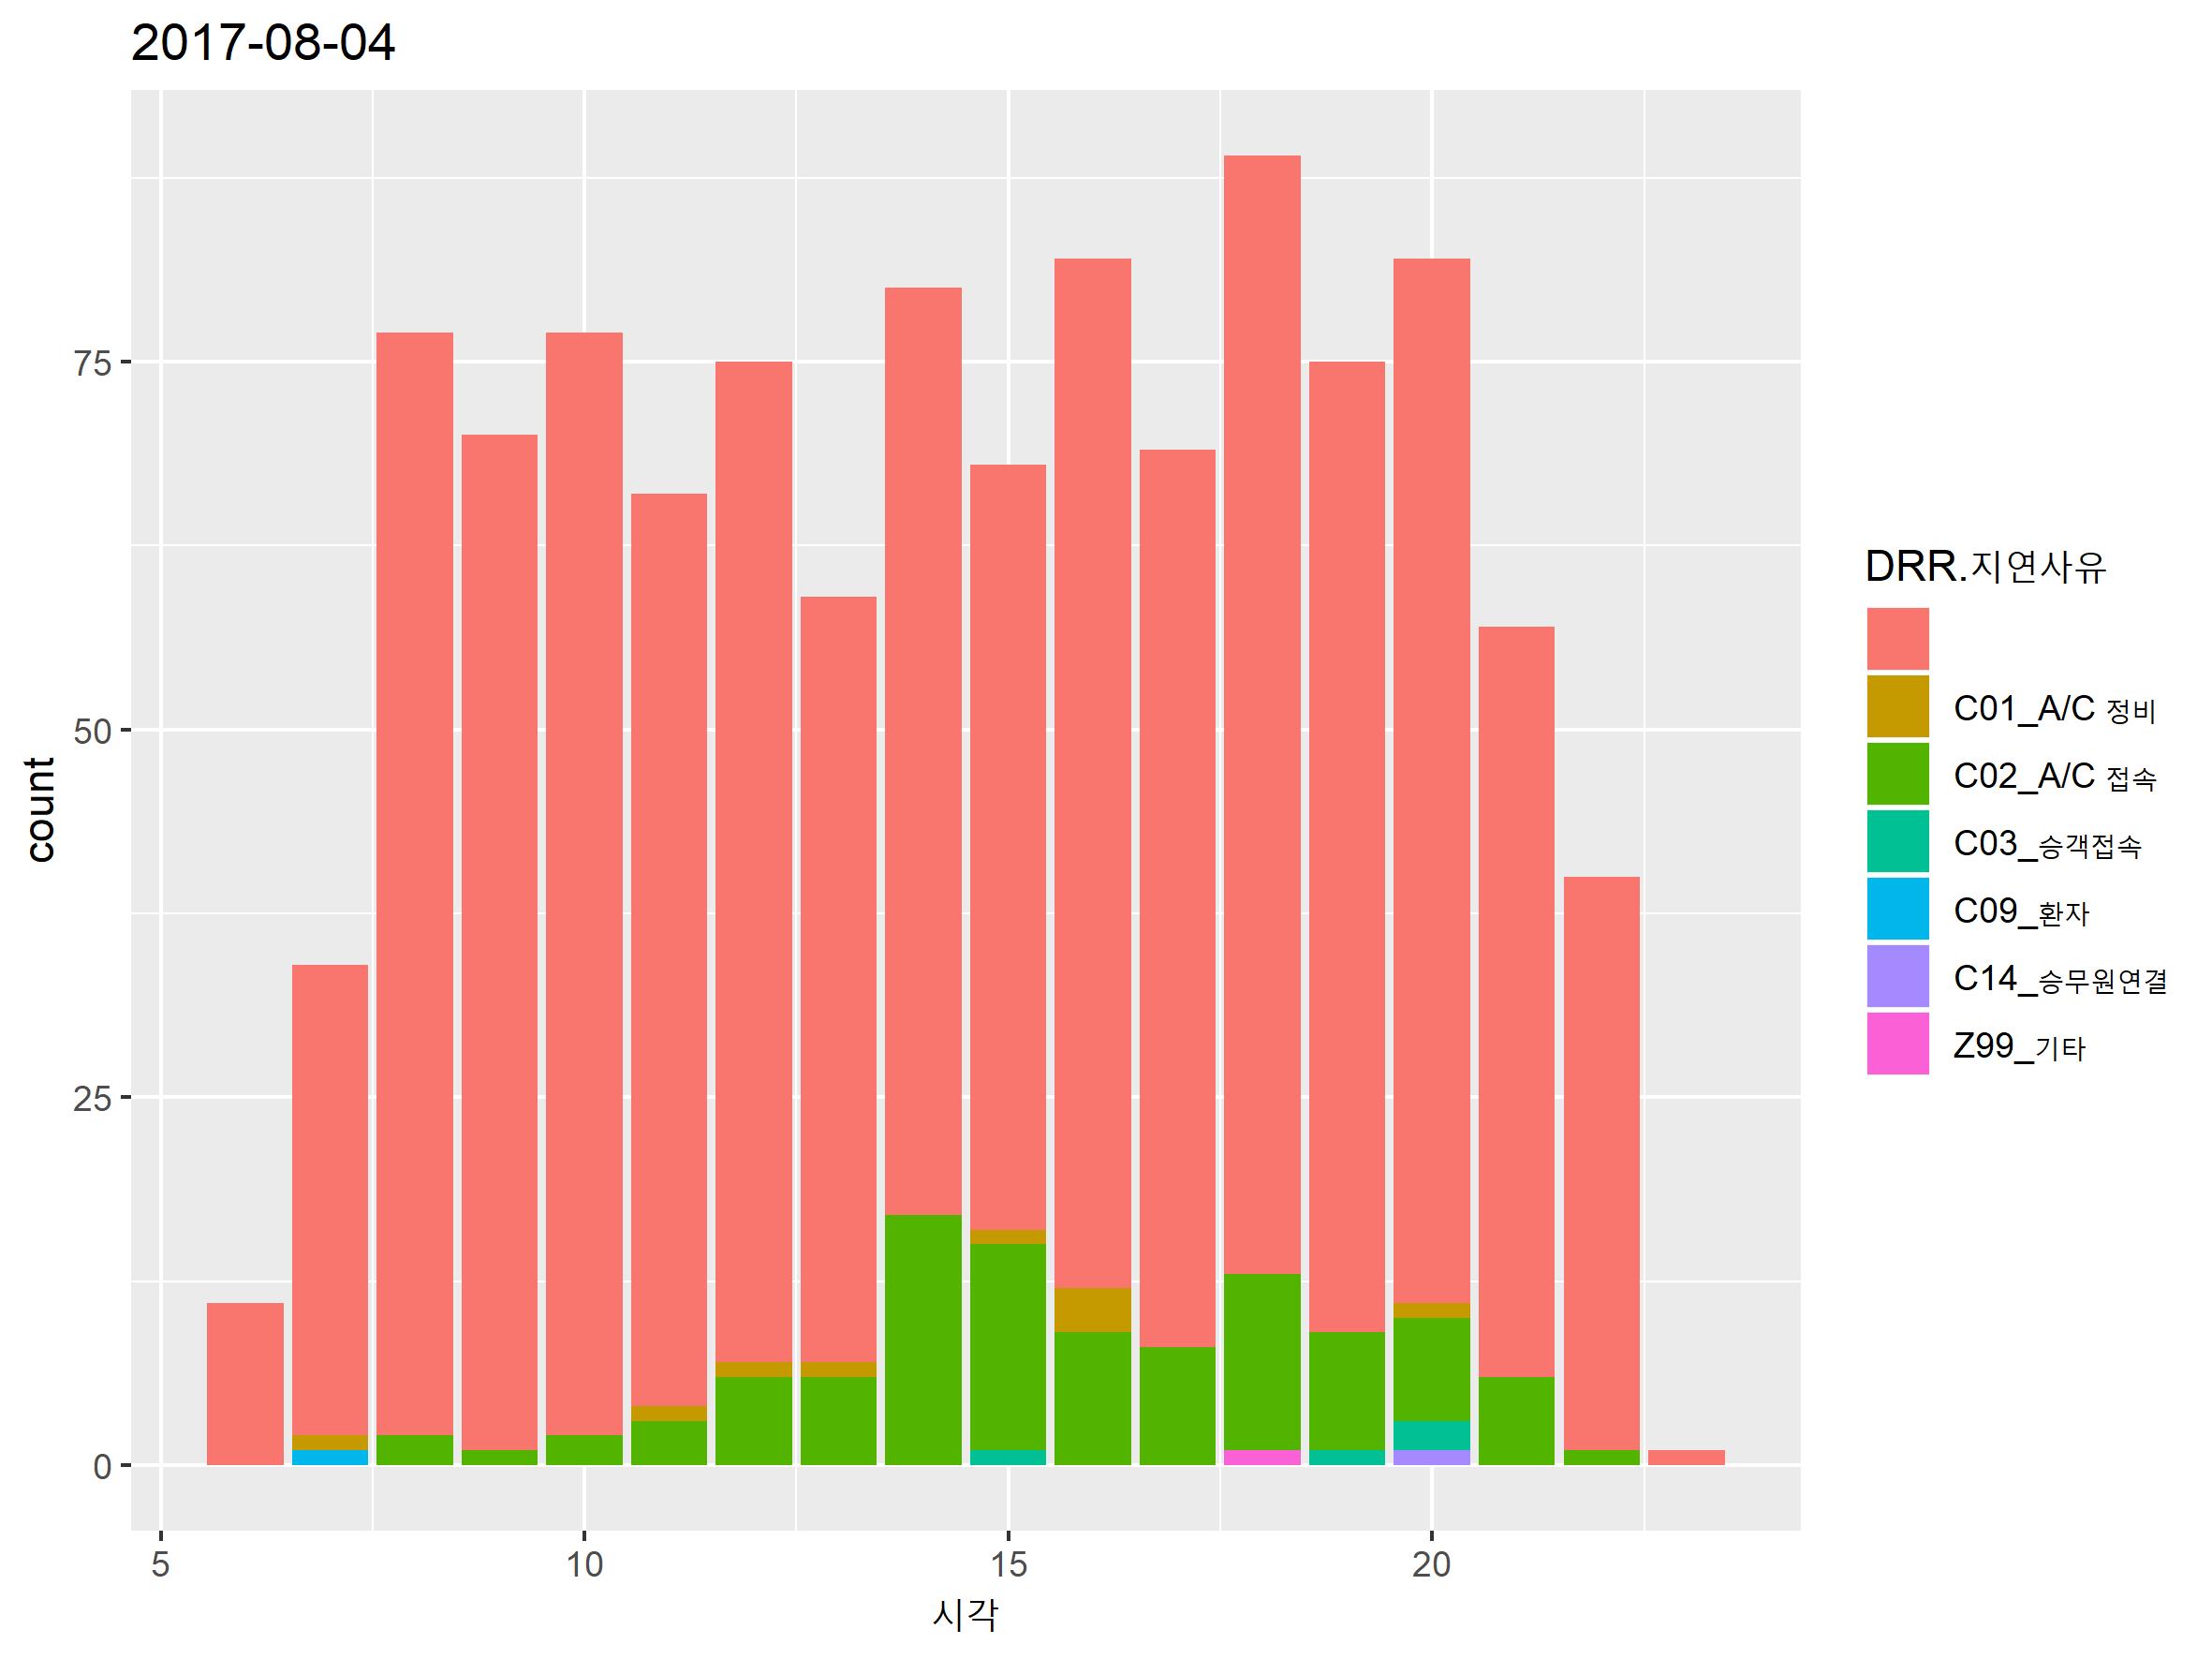 2017-08-04
count
75
50
25
0
5 10 15 20
시각
DRR.지연사유
C01_A/C 정비
C02_A/C 접속
C03_승객접속
C09_환자
C14_승무원연결
Z99_기타